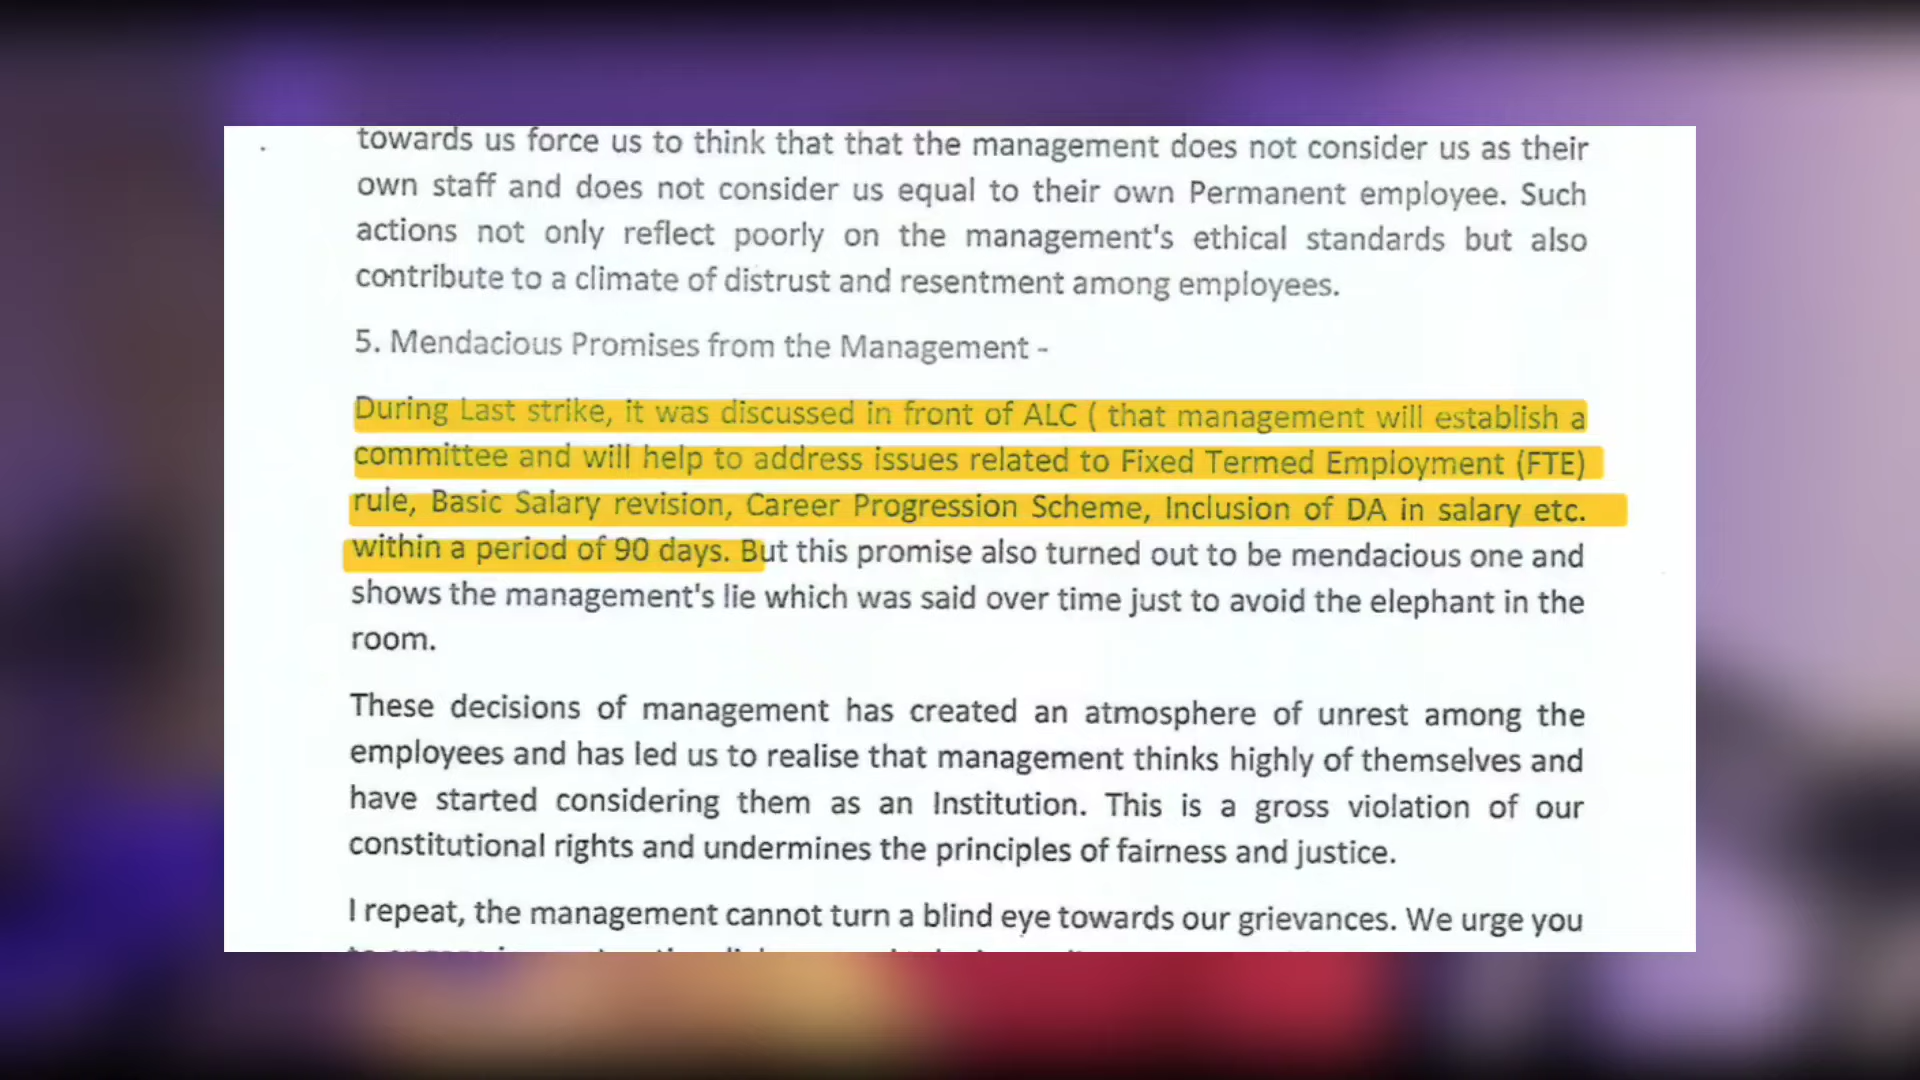 towards us force us to think that that the management does not consider us as their
own staff and does not consider us equal to their own Permanent employee. Such
actions not only reflect poorly on the management's ethical standards but also
contribute to a climate of distrust and resentment among employees.
5. Mendacious Promises from the Management -
During Last strike, it was discussed in front of ALC ( that management will establish a
committee and will help to address issues related to Fixed Termed Employment (FTE)
rule, Basic Salary revision, Career Progression Scheme, Inclusion of DA in salary etc.
within a period of 90 days. But this promise also turned out to be mendacious one and
shows the management's lie which was said over time just to avoid the elephant in the
room.
These decisions of management has created an atmosphere of unrest among the
employees and has led us to realise that management thinks highly of themselves and
have started considering them as an Institution. This is a gross violation of our
constitutional rights and undermines the principles of fairness and justice.
I repeat, the management cannot turn a blind eye towards our grievances. We urge you